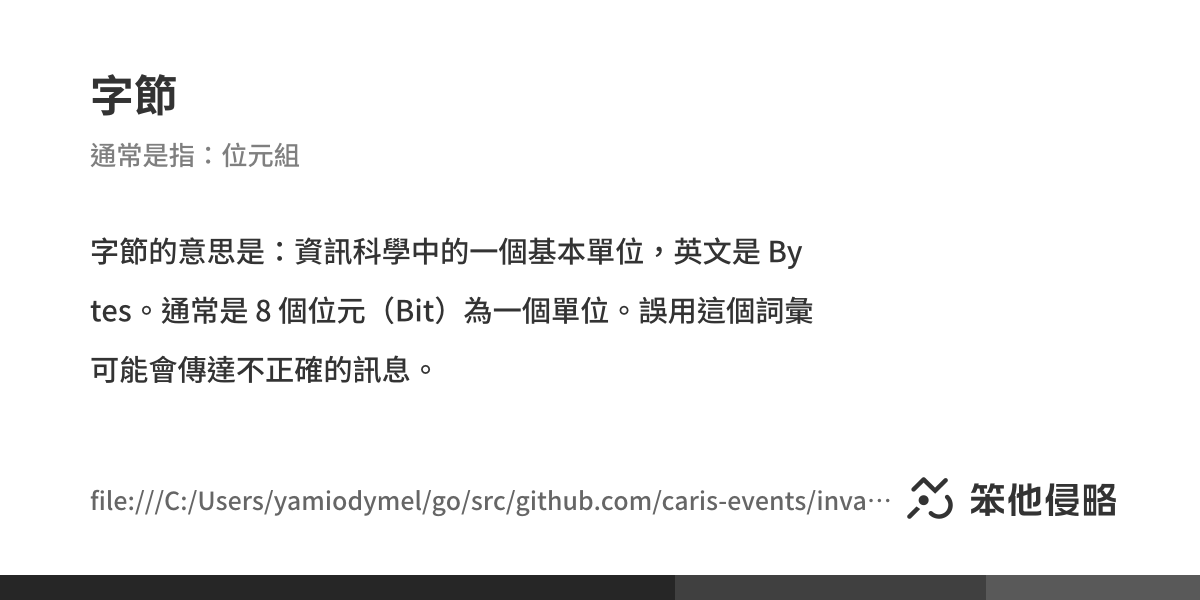 字節
通常是指：位元組
字節的意思是：資訊科學中的一個基本單位，英文是 By
tes。通常是 8 個位元（Bit）為一個單位。誤用這個詞彙
可能會傳達不正確的訊息。
file:///C:/Users/yamiodymel/go/src/github.com/caris-events/inva⋯
笨他侵略